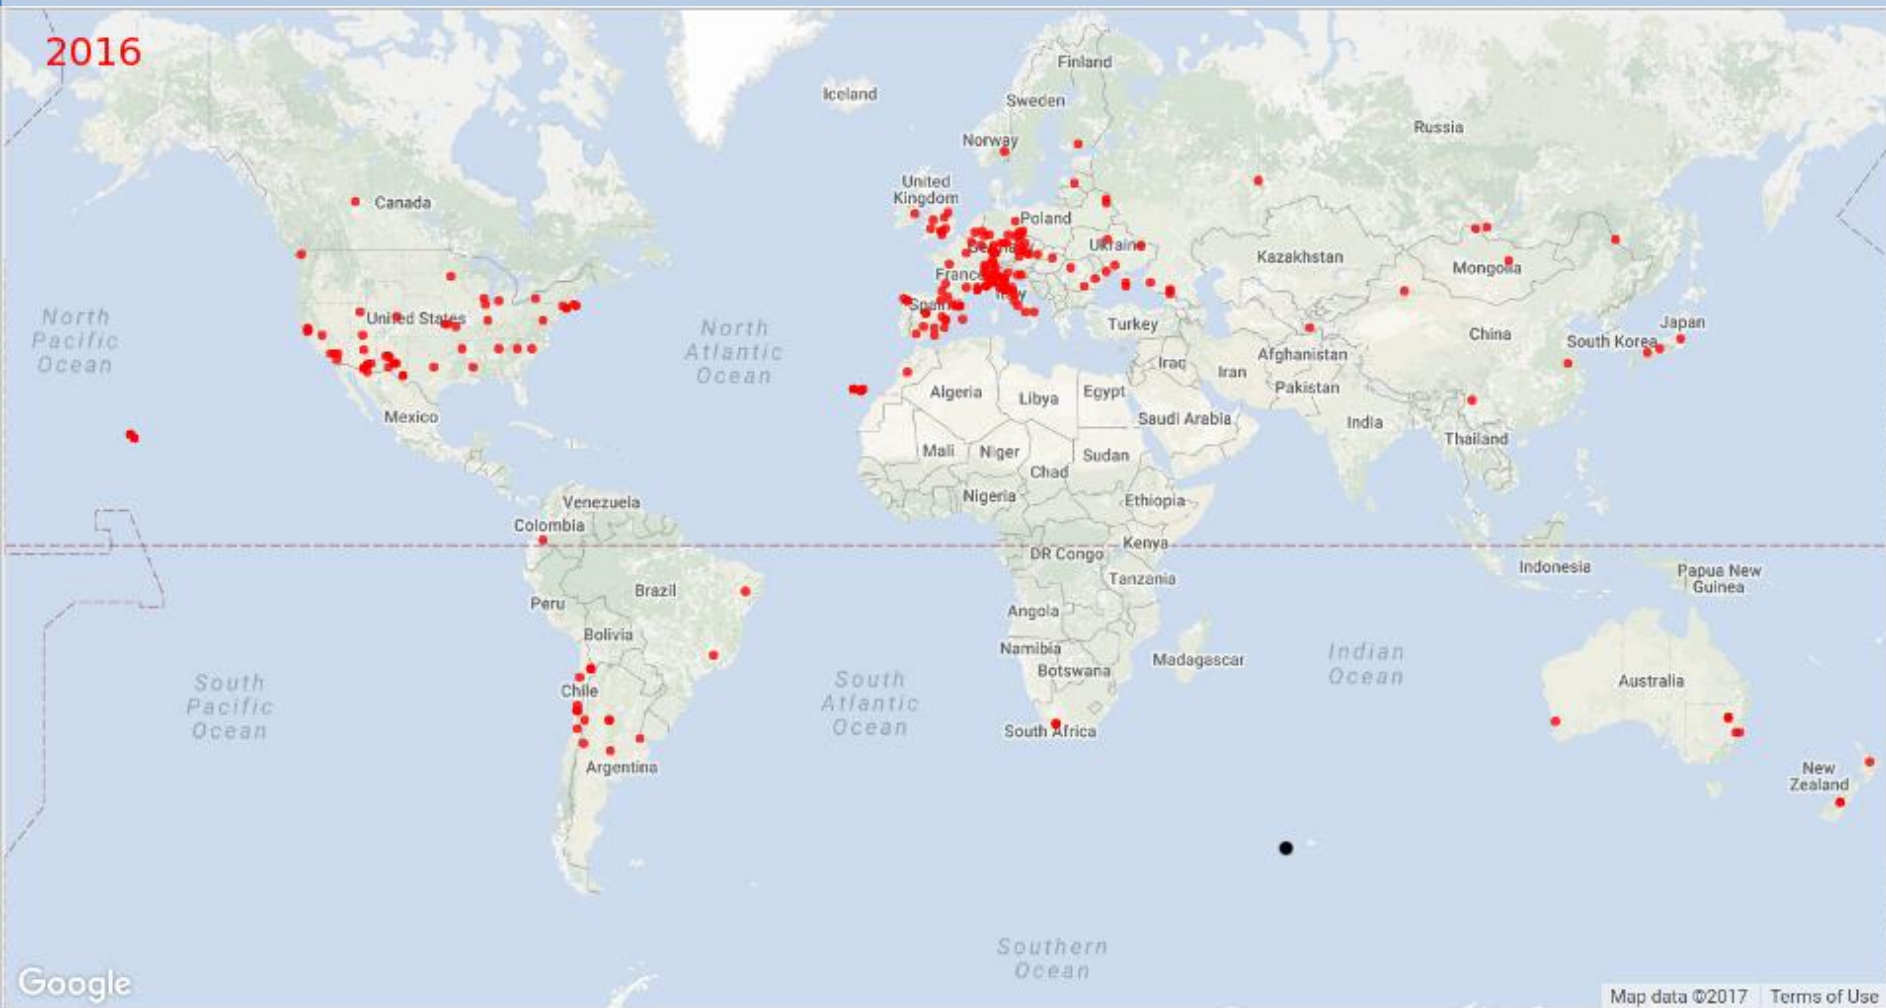 2016
Finland
Iceland
Sweden
Russia
Norway
United
Kingdom
Canada
Poland
Ukraine
Germany
Kazakhstan
Mongolia
France
Italy
Spain
North
Pacific
Ocean
United States
North
Atlantic
Ocean
Turkey
China
Japan
South Korea
Afghanistan
Iraq
Iran
Pakistan
Algeria
Libya
Egypt
Saudi Arabia
India
Mexico
Thailand
Mali
Niger
Sudan
Chad
Nigeria
Ethiopia
Venezuela
Colombia
Kenya
DR Congo
Indonesia
Papua New
Guinea
Tanzania
Brazil
Peru
Angola
Bolivia
Namibia
Botswana
Madagascar
Indian
Ocean
Australia
South
Pacific
Ocean
Chile
South
Atlantic
Ocean
South Africa
Argentina
New
Zealand
Southern
Ocean
Google
Map data ©2017
Terms of Use